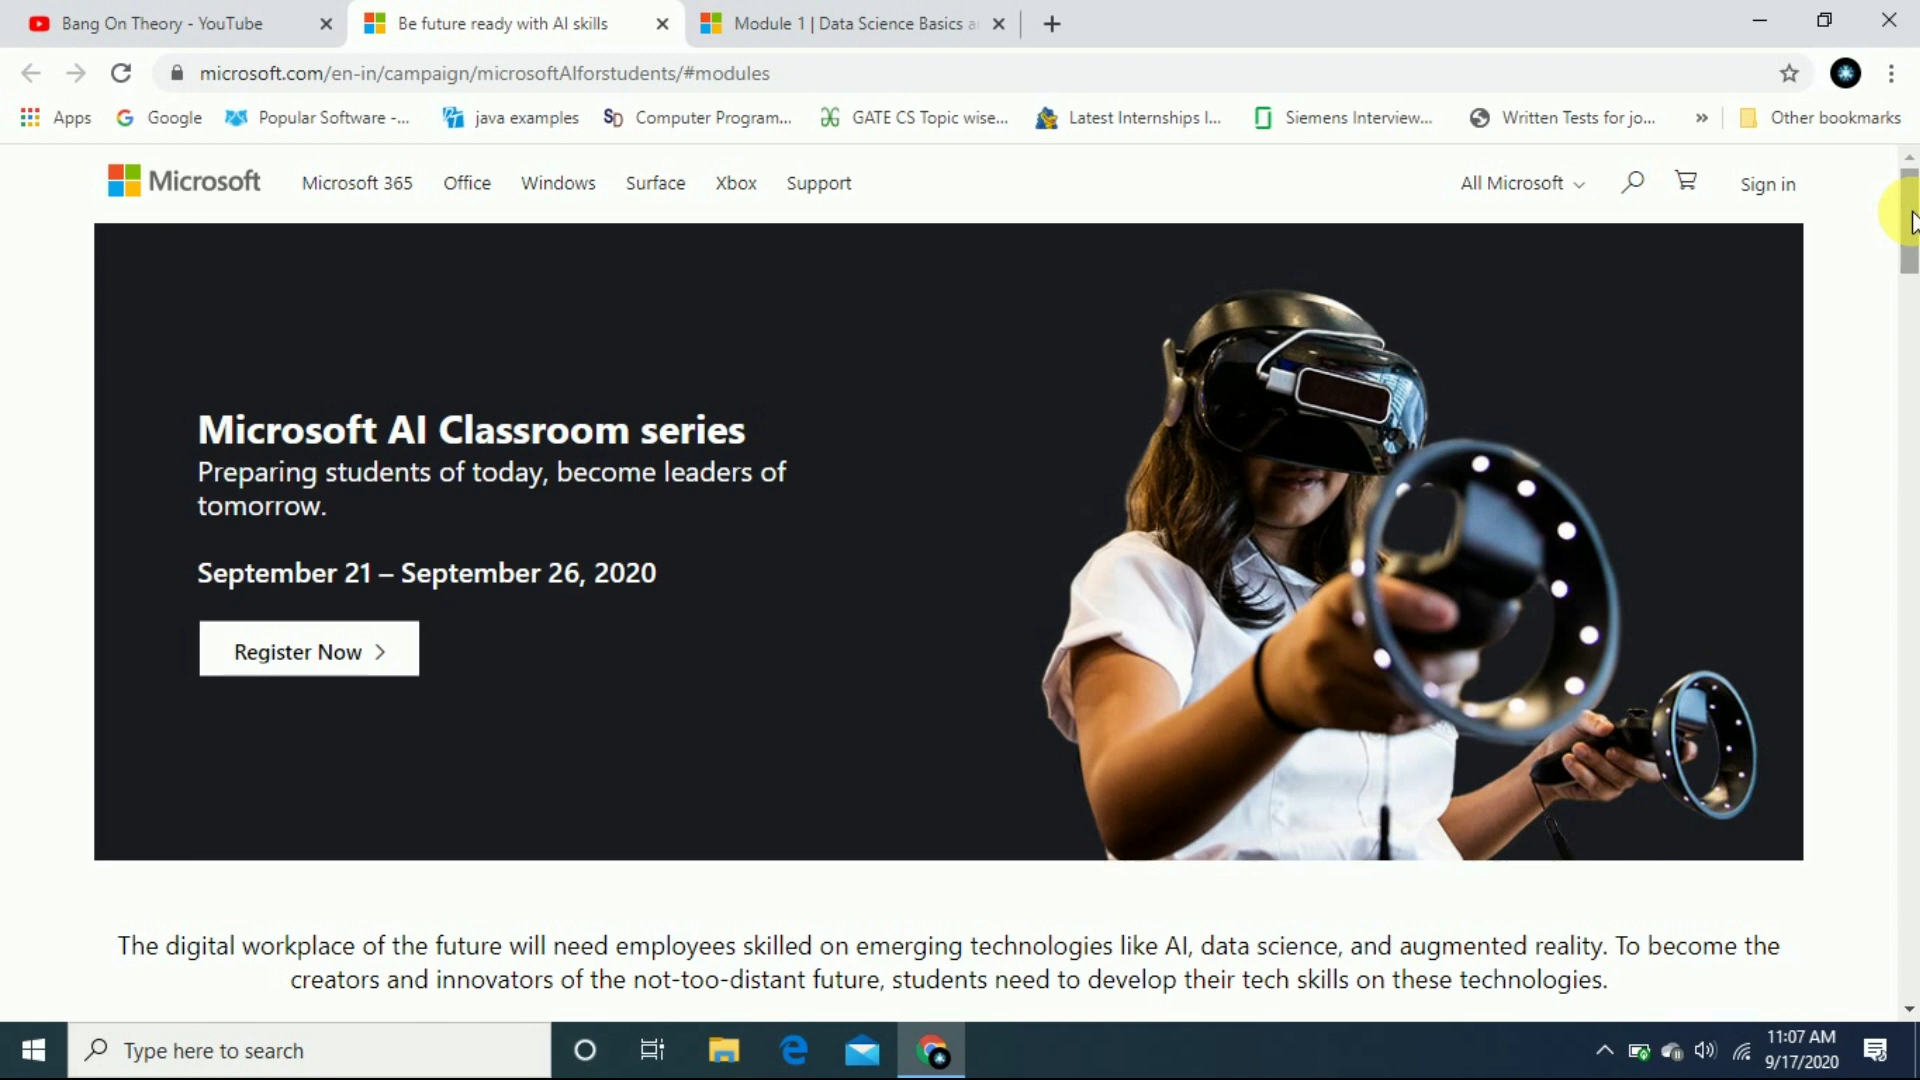 Bang On Theory - YouTube
Be future ready with AI skills
Module 1 | Data Science Basics a
microsoft.com/en-in/campaign/microsoftAIforstudents/#modules
Apps
Google
Popular Software -...
java examples
SD
Computer Program...
GATE CS Topic wise...
Latest Internships I...
Siemens Interview...
Written Tests for jo...
»
Other bookmarks
Microsoft
Microsoft 365
Office
Windows
Surface
Xbox
Support
All Microsoft
Sign in
Microsoft AI Classroom series
Preparing students of today, become leaders of
tomorrow.
September 21 – September 26, 2020
Register Now >
The digital workplace of the future will need employees skilled on emerging technologies like AI, data science, and augmented reality. To become the
creators and innovators of the not-too-distant future, students need to develop their tech skills on these technologies.
Type here to search
11:07 AM
9/17/2020